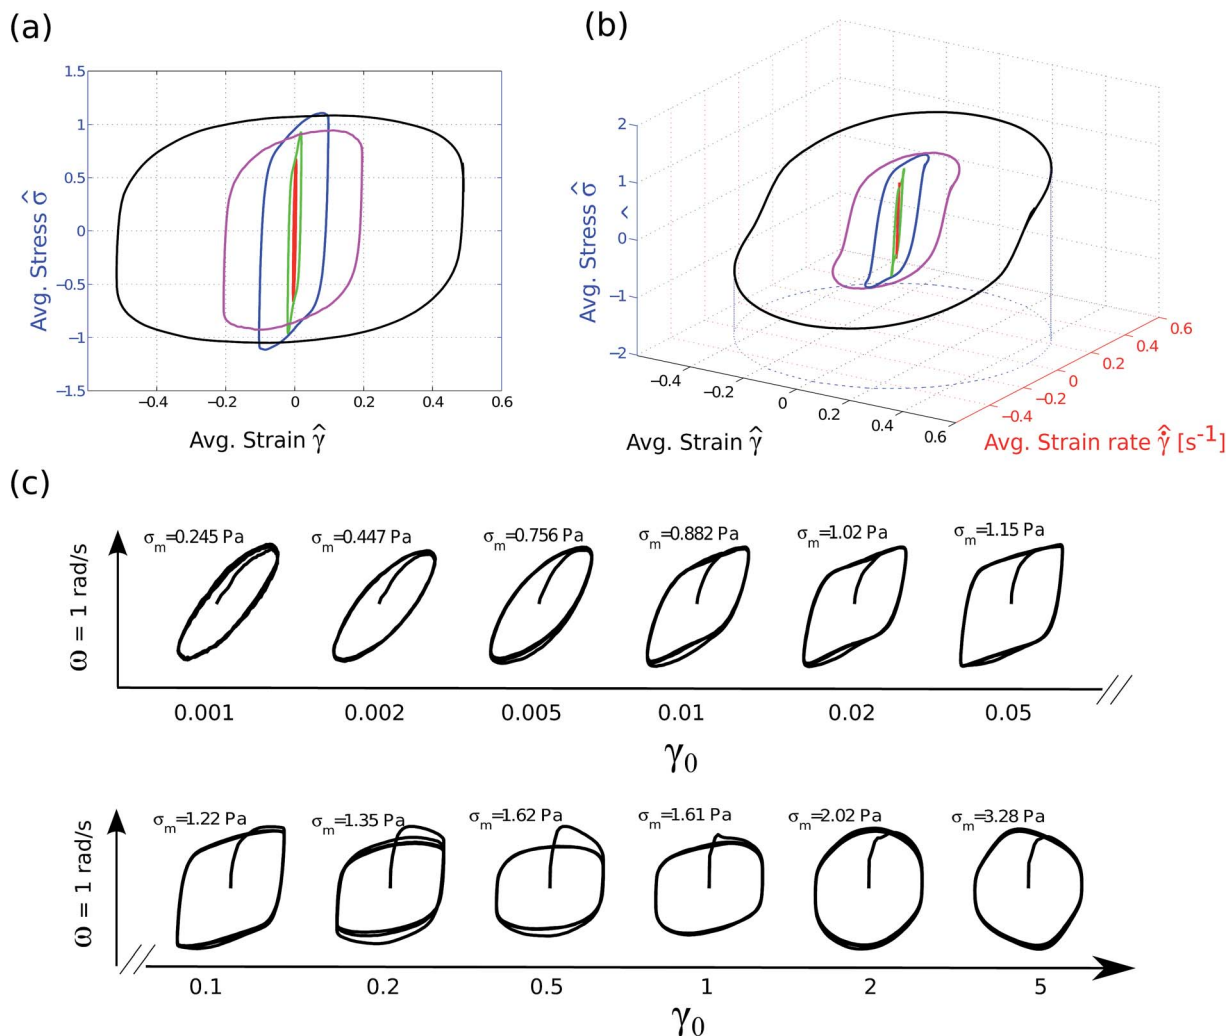 (a)
1.5
1
0.5
0
−0.5
−1
−1.5
−0.4 −0.2 0 0.2 0.4 0.6
Avg. Stress σ̂
Avg. Strain γ̂
(b)
2
1
0
−1
−2
Avg. Stress σ̂
−0.4 −0.2 0 0.2 0.4 0.6
Avg. Strain γ̂
−0.4 −0.2 0 0.2 0.4 0.6
Avg. Strain rate γ̇̂ [s⁻¹]
(c)
ω = 1 rad/s
σm=0.245 Pa σm=0.447 Pa σm=0.756 Pa σm=0.882 Pa σm=1.02 Pa σm=1.15 Pa
0.001 0.002 0.005 0.01 0.02 0.05
γ₀
ω = 1 rad/s
σm=1.22 Pa σm=1.35 Pa σm=1.62 Pa σm=1.61 Pa σm=2.02 Pa σm=3.28 Pa
0.1 0.2 0.5 1 2 5
γ₀